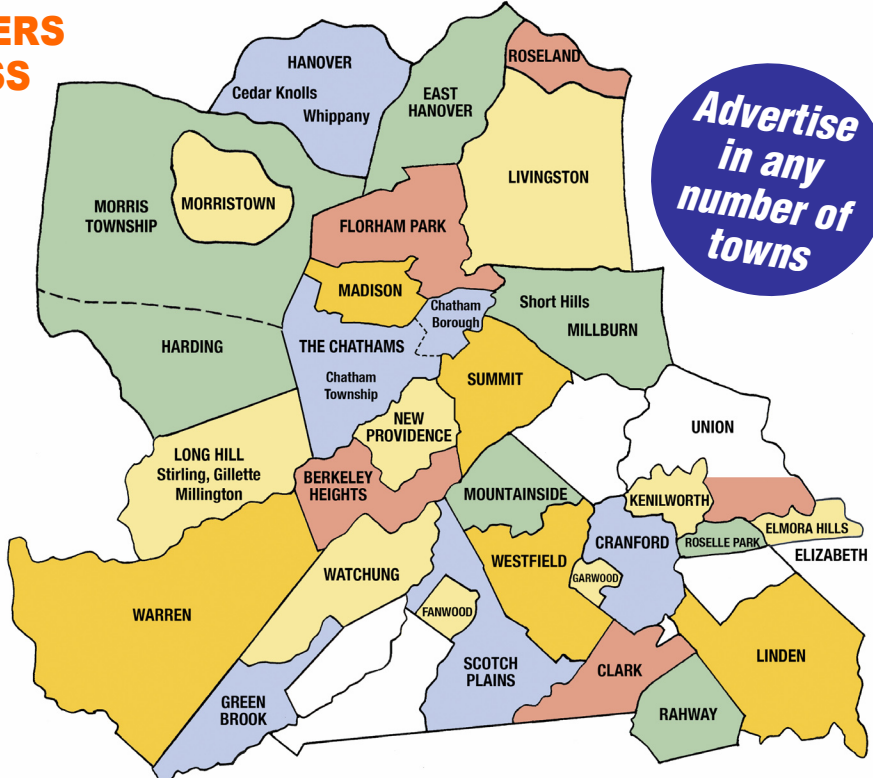 ERS
SS
Advertise
in any
number of
towns
HANOVER
Cedar Knolls
Whippany
EAST
HANOVER
ROSELAND
LIVINGSTON
MORRIS
TOWNSHIP
MORRISTOWN
FLORHAM PARK
MADISON
Chatham
Borough
Short Hills
MILLBURN
HARDING
THE CHATHAMS
Chatham
Township
SUMMIT
NEW
PROVIDENCE
UNION
LONG HILL
Stirling, Gillette
Millington
BERKELEY
HEIGHTS
MOUNTAINSIDE
KENILWORTH
ELMORA HILLS
ROSELLE PARK
ELIZABETH
CRANFORD
WESTFIELD
GARWOOD
WATCHUNG
FANWOOD
WARREN
SCOTCH
PLAINS
CLARK
LINDEN
GREEN
BROOK
RAHWAY